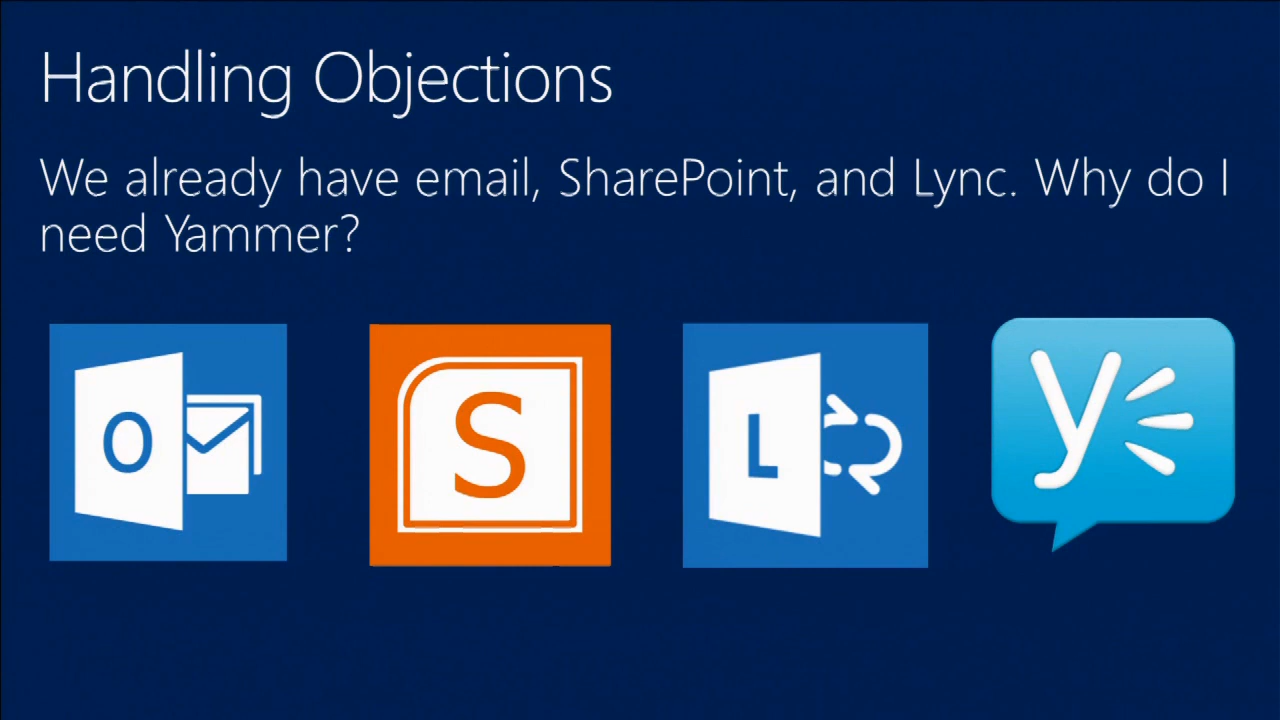 Handling Objections
We already have email, SharePoint, and Lync. Why do I
need Yammer?
O S L y